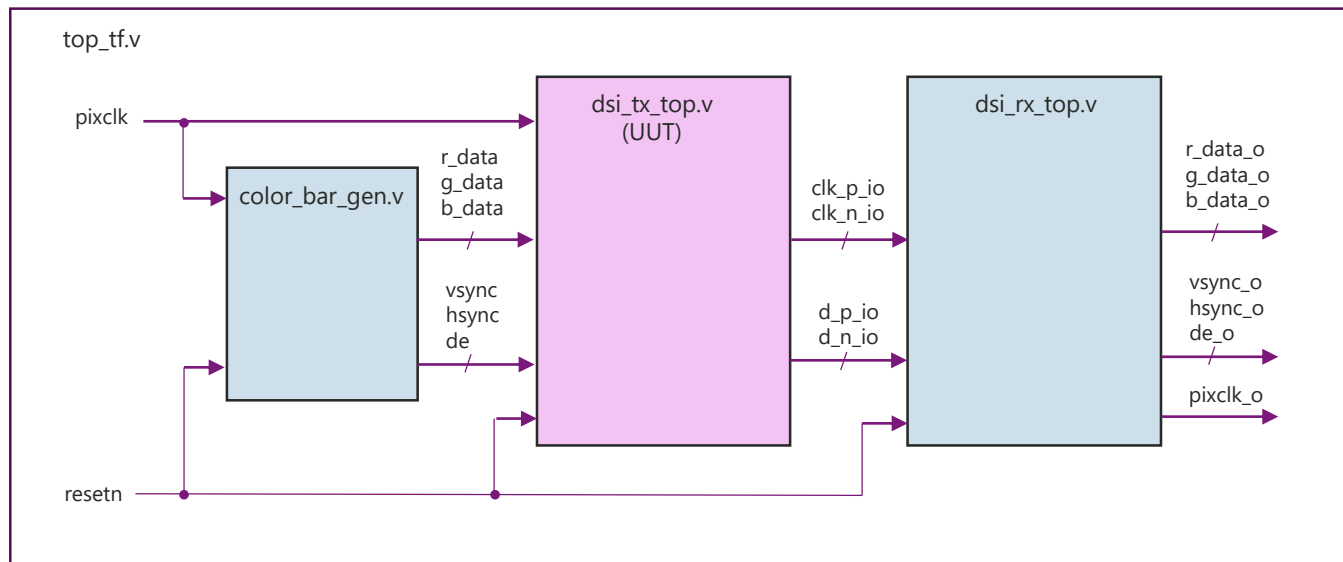 top_tf.v
pixclk
color_bar_gen.v
r_data
g_data
b_data
vsync
hsync
de
dsi_tx_top.v
(UUT)
clk_p_io
clk_n_io
d_p_io
d_n_io
dsi_rx_top.v
r_data_o
g_data_o
b_data_o
vsync_o
hsync_o
de_o
pixclk_o
resetn